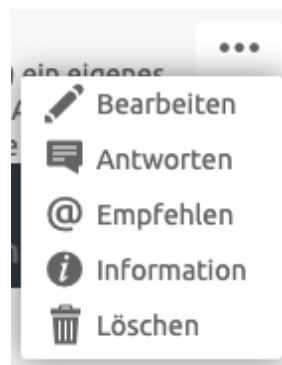 ein eigenes
Bearbeiten
Antworten
Empfehlen
Information
Löschen